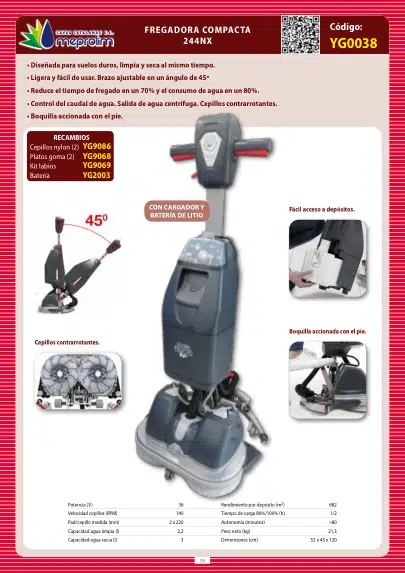 CAYRE CATALANAS S.L.
meprolim
FREGADORA COMPACTA
244NX
Código:
YG0038
• Diseñada para suelos duros, limpia y seca al mismo tiempo.
• Ligera y fácil de usar. Brazo ajustable en un ángulo de 45º
• Reduce el tiempo de fregado en un 70% y el consumo de agua en un 80%.
• Control del caudal de agua. Salida de agua centrífuga. Cepillos contrarrotantes.
• Boquilla accionada con el pie.
RECAMBIOS
Cepillos nylon (2) YG9086
Platos goma (2) YG9068
Kit labios YG9069
Batería YG2003
CON CARGADOR Y
BATERÍA DE LITIO
45º
Fácil acceso a depósitos.
Boquilla accionada con el pie.
Cepillos contrarrotantes.
Potencia (V) 36
Velocidad cepillos (RPM) 140
Pad/cepillo medida (mm) 2 x 220
Capacidad agua limpia (l) 2,2
Capacidad agua sucia (l) 3
Rendimiento por depósito (m²) 682
Tiempo de carga 80%/100% (h) 1/2
Autonomía (minutos) >80
Peso neto (kg) 21,3
Dimensiones (cm) 52 x 45 x 120